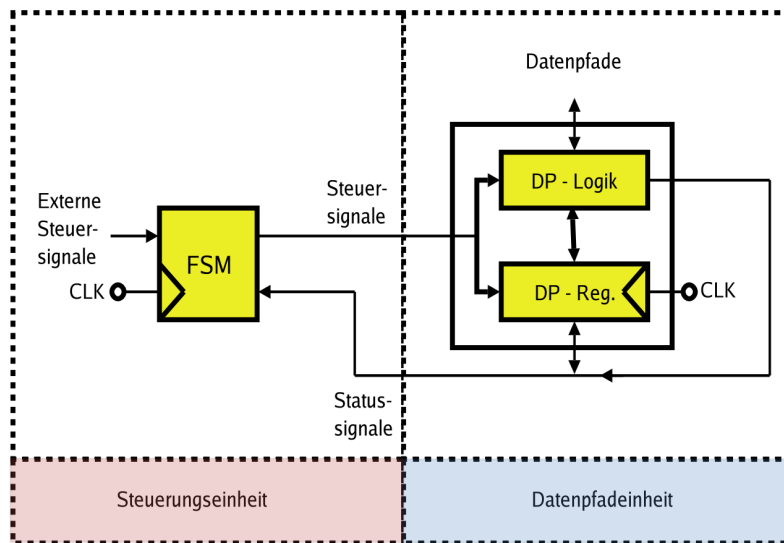 Datenpfade
DP - Logik
Steuer-
signale
Externe
Steuer-
signale
FSM
CLK
DP - Reg.
CLK
Status-
signale
Steuerungseinheit
Datenpfadeinheit